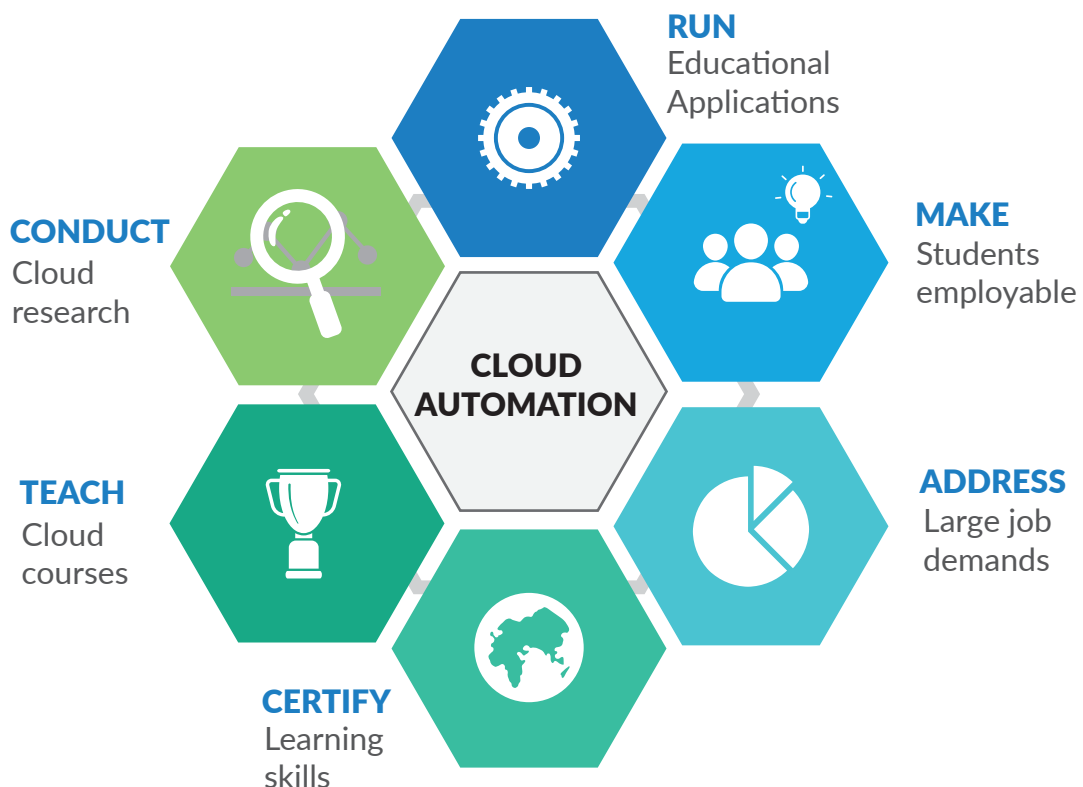 RUN
Educational
Applications
MAKE
Students
employable
ADDRESS
Large job
demands
CERTIFY
Learning
skills
TEACH
Cloud
courses
CONDUCT
Cloud
research
CLOUD
AUTOMATION